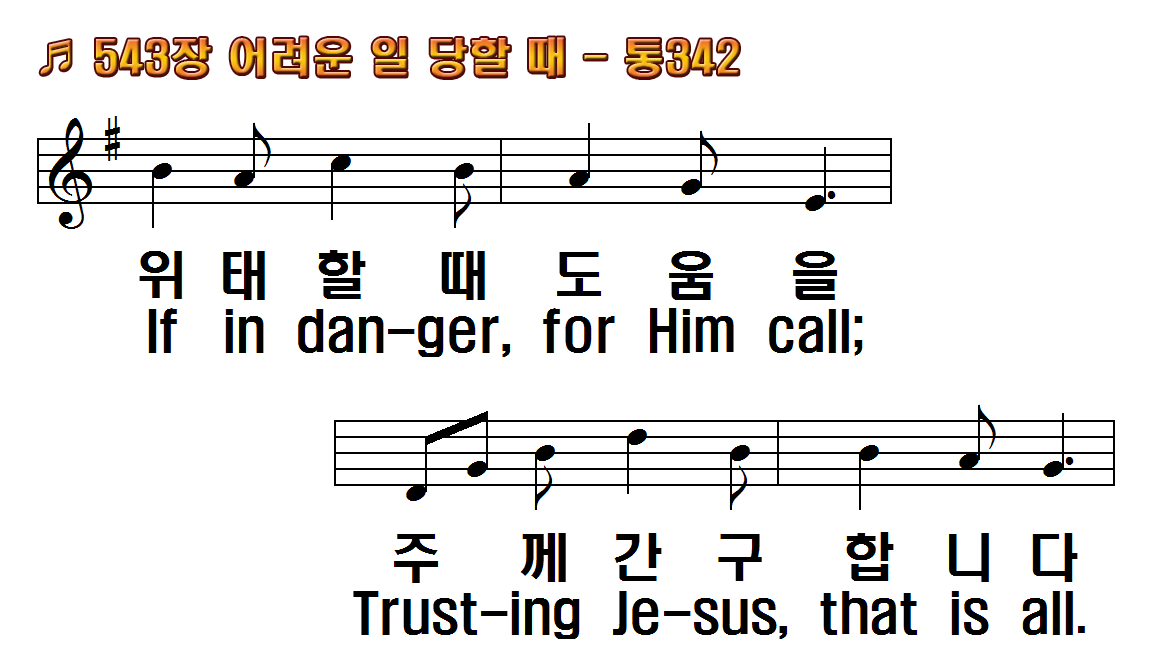 543장 어려운 일 당할 때 - 통342
위 태 할 때 도 움 을
If in dan-ger, for Him call;
주 께 간 구 합 니 다
Trust-ing Je-sus, that is all.